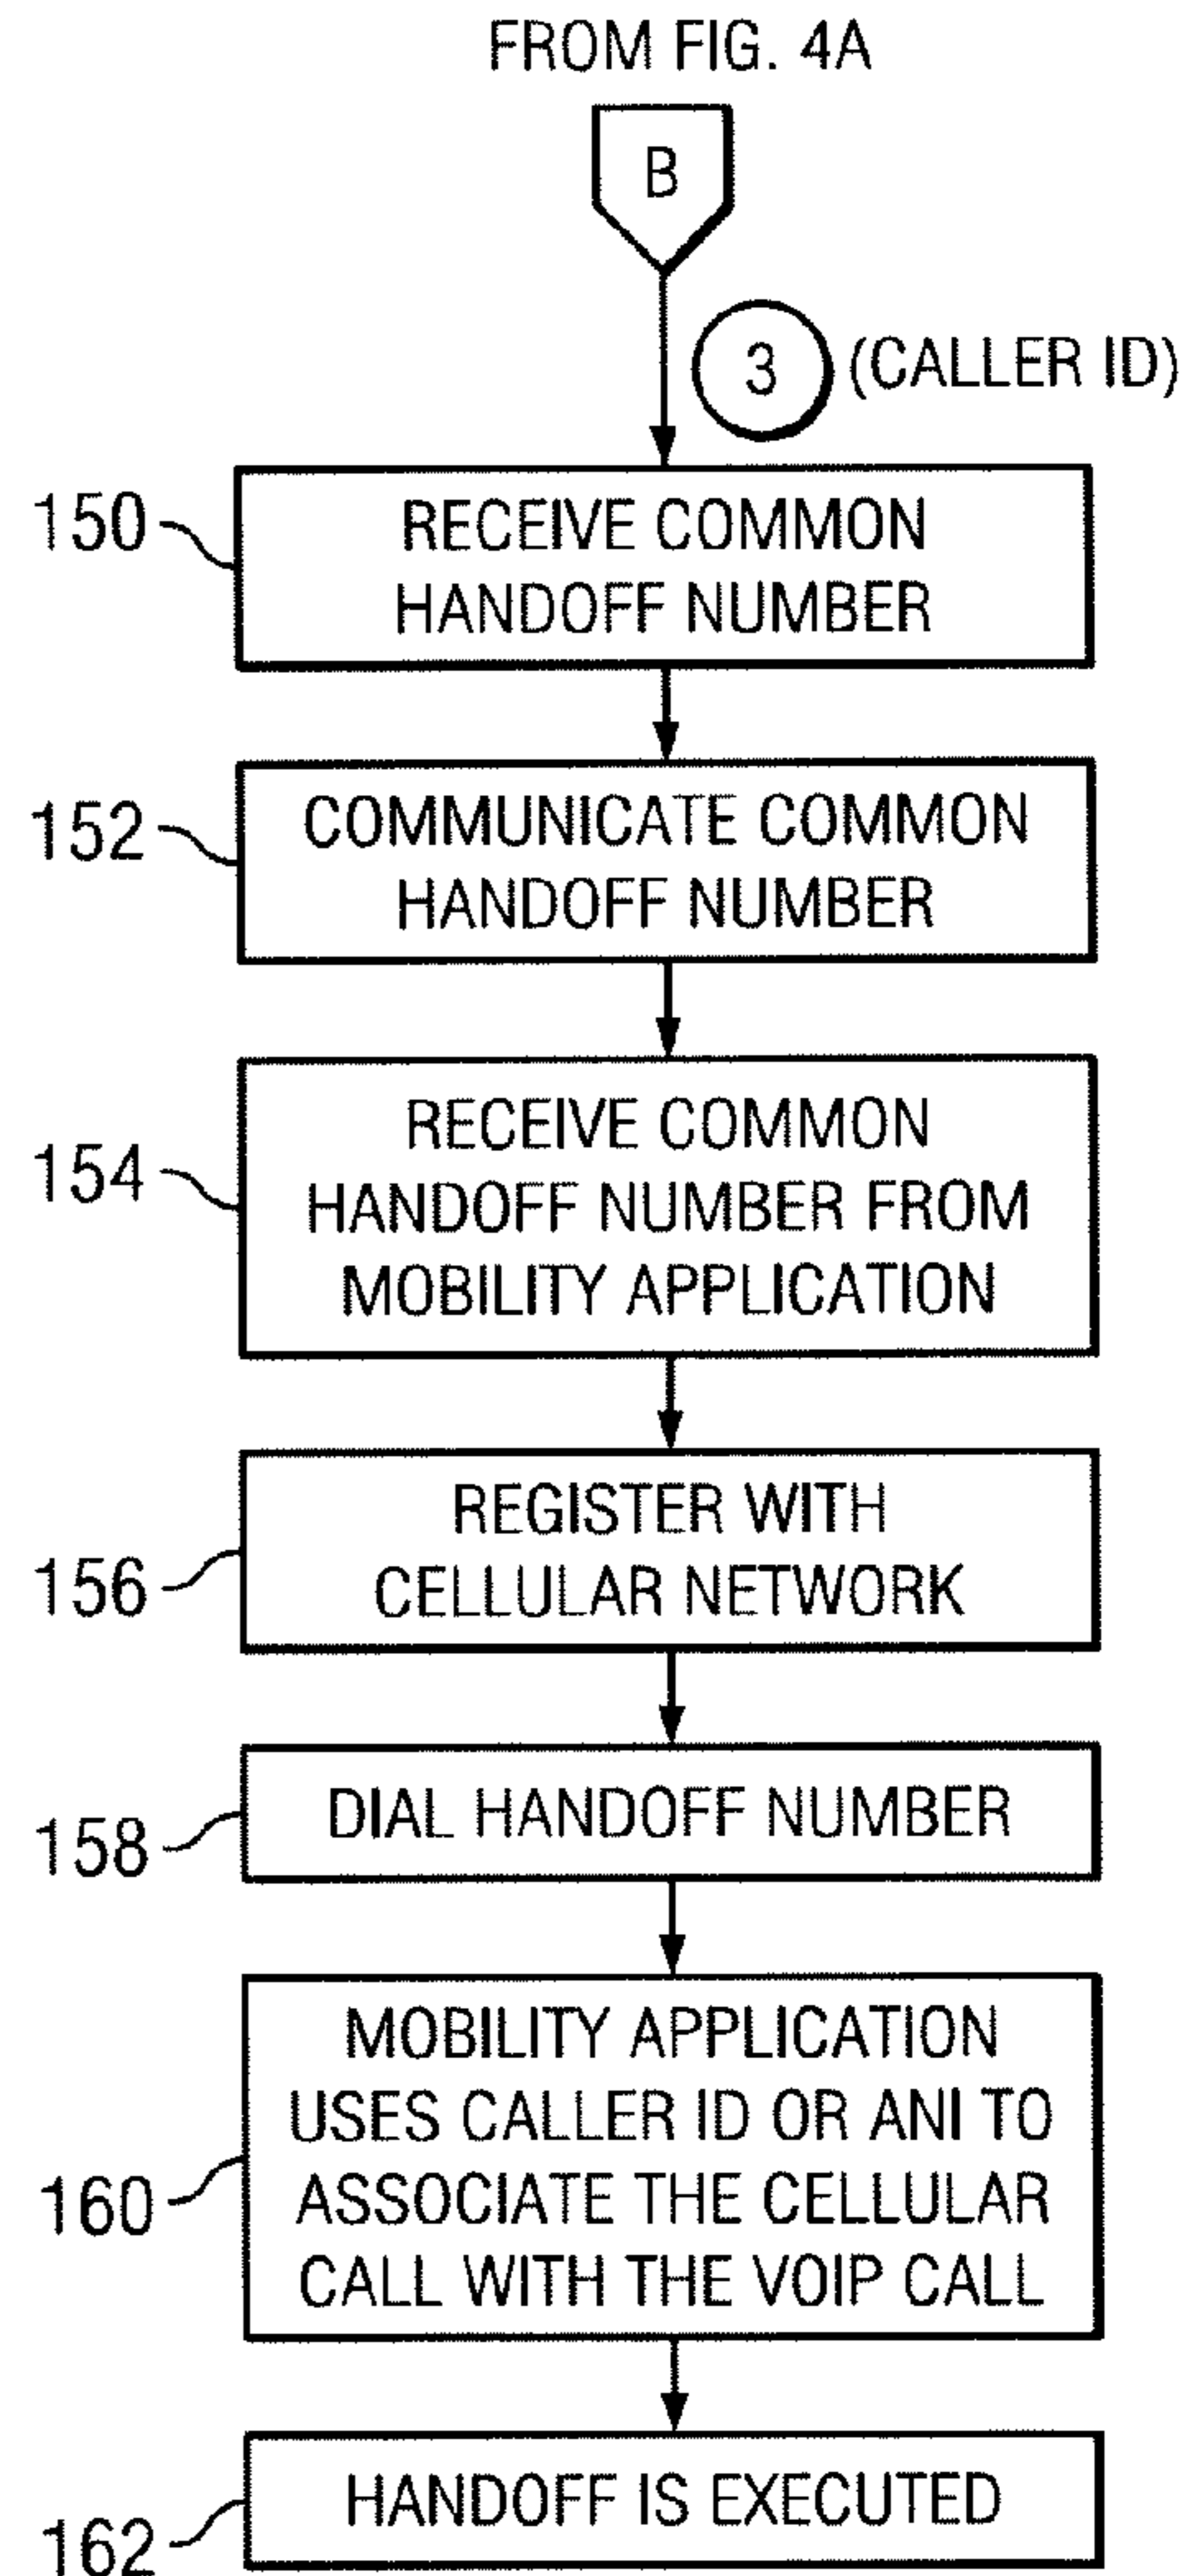 FROM FIG. 4A
B
3 (CALLER ID)
150
RECEIVE COMMON
HANDOFF NUMBER
152
COMMUNICATE COMMON
HANDOFF NUMBER
154
RECEIVE COMMON
HANDOFF NUMBER FROM
MOBILITY APPLICATION
156
REGISTER WITH
CELLULAR NETWORK
158
DIAL HANDOFF NUMBER
160
MOBILITY APPLICATION
USES CALLER ID OR ANI TO
ASSOCIATE THE CELLULAR
CALL WITH THE VOIP CALL
162
HANDOFF IS EXECUTED